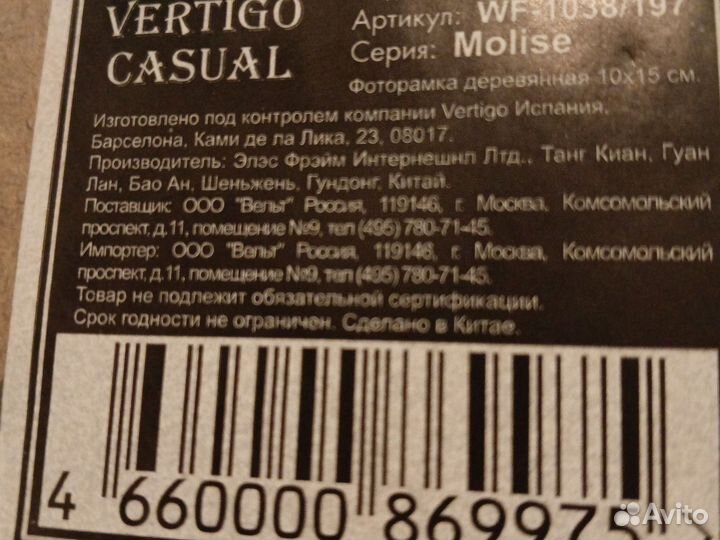 VERTIGO
CASUAL
Артикул: WF-1038/197
Серия: Molise
Фоторамка деревянная 10x15 см.
Изготовлено под контролем компании Vertigo Испания.
Барселона, Ками де ла Лика, 23, 08017.
Производитель: Элэс Фрэйм Интернешнл Лтд., Танг Киан, Гуан
Лан, Бао Ан, Шеньжень, Гундонг, Китай.
Поставщик: ООО "Вельт" Россия, 119146, г. Москва, Комсомольский
проспект, д.11, помещение №9, тел (495) 780-71-45.
Импортер: ООО "Вельт" Россия, 119146, г. Москва, Комсомольский
проспект, д.11, помещение №9, тел (495) 780-71-45.
Товар не подлежит обязательной сертификации.
Срок годности не ограничен. Сделано в Китае.
4 660000 869975
Avito